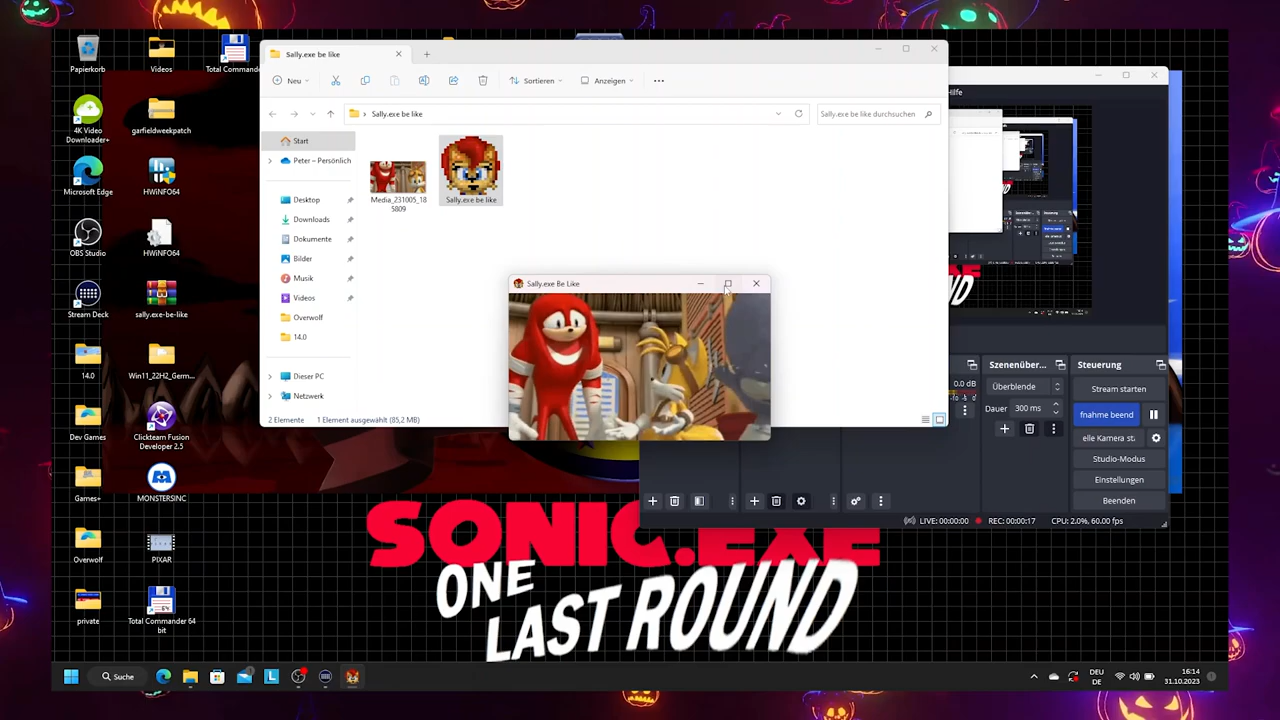 Papierkorb
Videos
Total Commander
4K Video
Downloader+
garfieldweekpatch
Microsoft Edge
HWiNFO64
OBS Studio
HWiNFO64
Stream Deck
sally.exe-be-like
14.0
Win11_22H2_Germ...
Dev Games
Clickteam Fusion
Developer 2.5
Games+
MONSTERSINC
Overwolf
PIXAR
private
Total Commander 64
bit
Sally.exe be like
Neu
Sortieren
Anzeigen
Sally.exe be like
Sally.exe be like durchsuchen
Start
Peter – Persönlich
Desktop
Downloads
Dokumente
Bilder
Musik
Videos
Overwolf
14.0
Dieser PC
Netzwerk
Media_231005_18
5809
Sally.exe be like
2 Elemente
1 Element ausgewählt (85,2 MB)
Sally.exe Be Like
Hilfe
0.0 dB
Szenenüber...
Überblende
Dauer
300 ms
Steuerung
Stream starten
fnahme beend
elle Kamera sta
Studio-Modus
Einstellungen
Beenden
LIVE: 00:00:00
REC: 00:00:17
CPU: 2.0%, 60.00 fps
SONIC.EXE
ONE
LAST ROUND
Suche
DEU
DE
16:14
31.10.2023